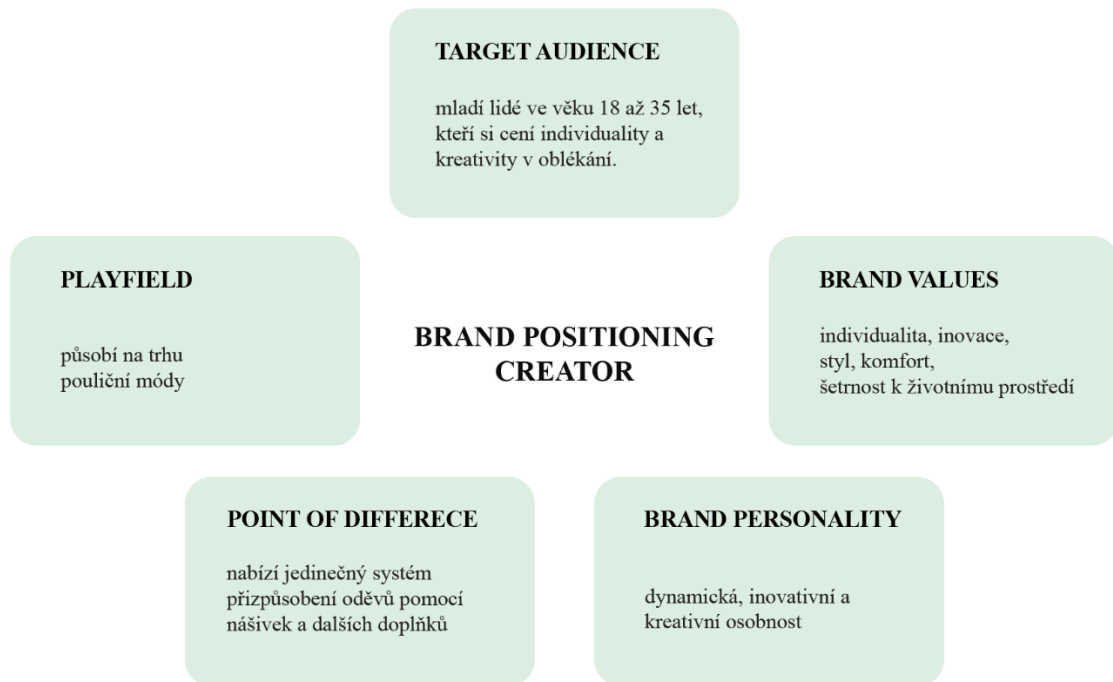 TARGET AUDIENCE
mladí lidé ve věku 18 až 35 let,
kteří si cení individuality a
kreativity v oblékání.
PLAYFIELD
působí na trhu
pouliční módy
BRAND POSITIONING
CREATOR
BRAND VALUES
individualita, inovace,
styl, komfort,
šetrnost k životnímu prostředí
POINT OF DIFFERECE
nabízí jedinečný systém
přizpůsobení oděvů pomocí
nášivek a dalších doplňků
BRAND PERSONALITY
dynamická, inovativní a
kreativní osobnost